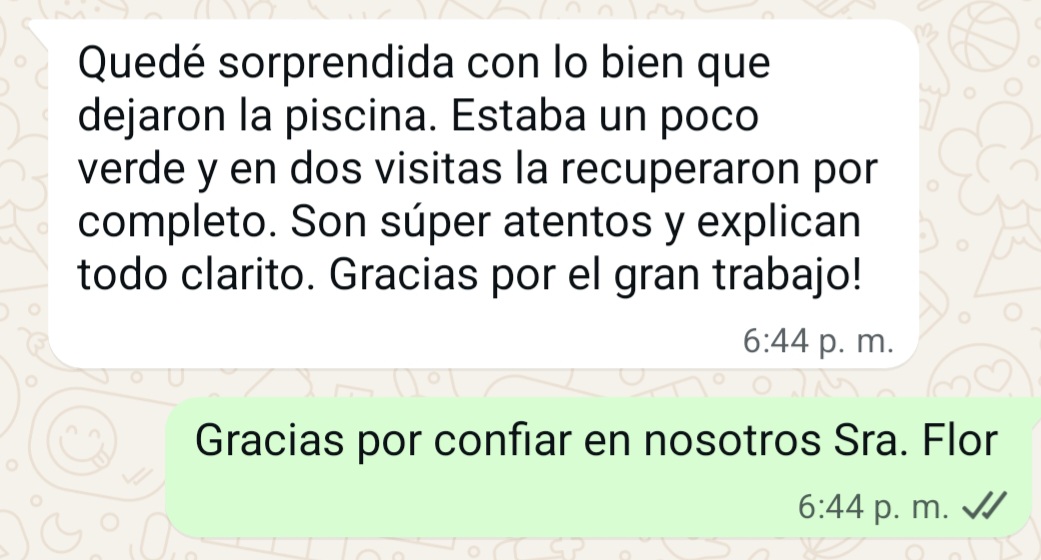 Quedé sorprendida con lo bien que
dejaron la piscina. Estaba un poco
verde y en dos visitas la recuperaron por
completo. Son súper atentos y explican
todo clarito. Gracias por el gran trabajo!
6:44 p. m.
Gracias por confiar en nosotros Sra. Flor
6:44 p. m.